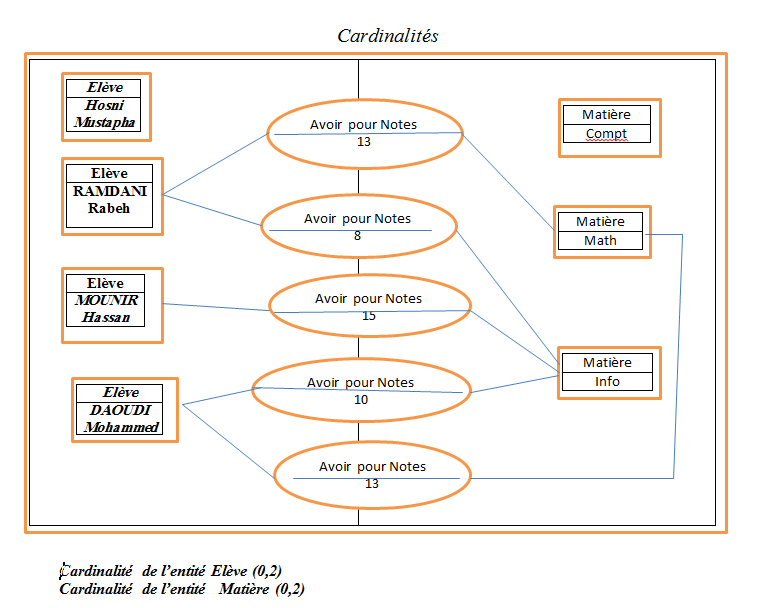 Cardinalités
Elève
Hosni
Mustapha
Elève
RAMDANI
Rabeh
Elève
MOUNIR
Hassan
Elève
DAOUDI
Mohammed
Avoir pour Notes
13
Avoir pour Notes
8
Avoir pour Notes
15
Avoir pour Notes
10
Avoir pour Notes
13
Matière
Compt
Matière
Math
Matière
Info
Cardinalité de l'entité Elève (0,2)
Cardinalité de l'entité Matière (0,2)